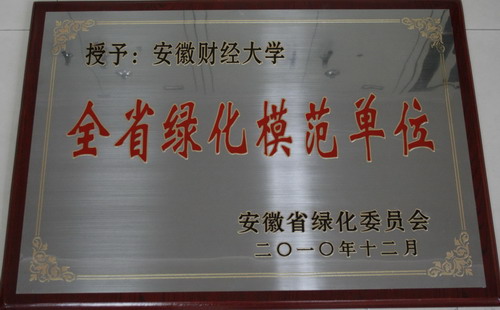 授予：安徽财经大学
全省绿化模范单位
安徽省绿化委员会
二〇一〇年十二月